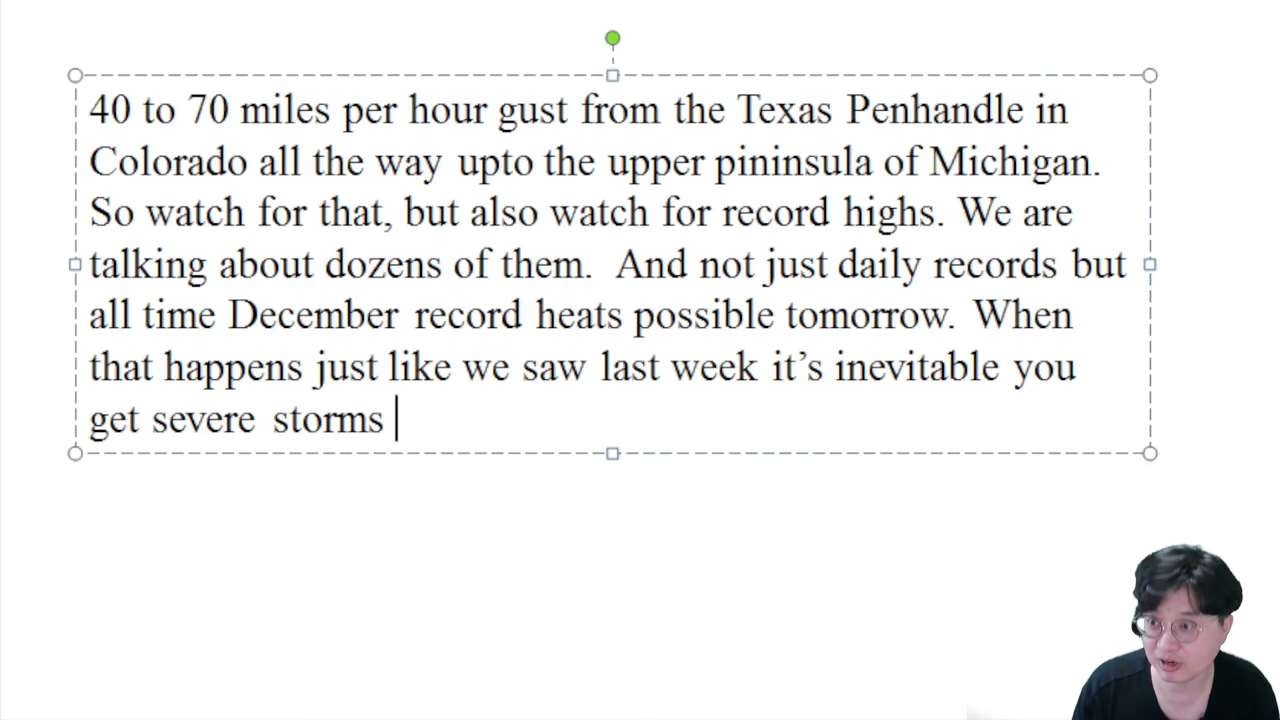 40 to 70 miles per hour gust from the Texas Penhandle in
Colorado all the way upto the upper pininsula of Michigan.
So watch for that, but also watch for record highs. We are
talking about dozens of them.  And not just daily records but
all time December record heats possible tomorrow.  When
that happens just like we saw last week it’s inevitable you
get severe storms